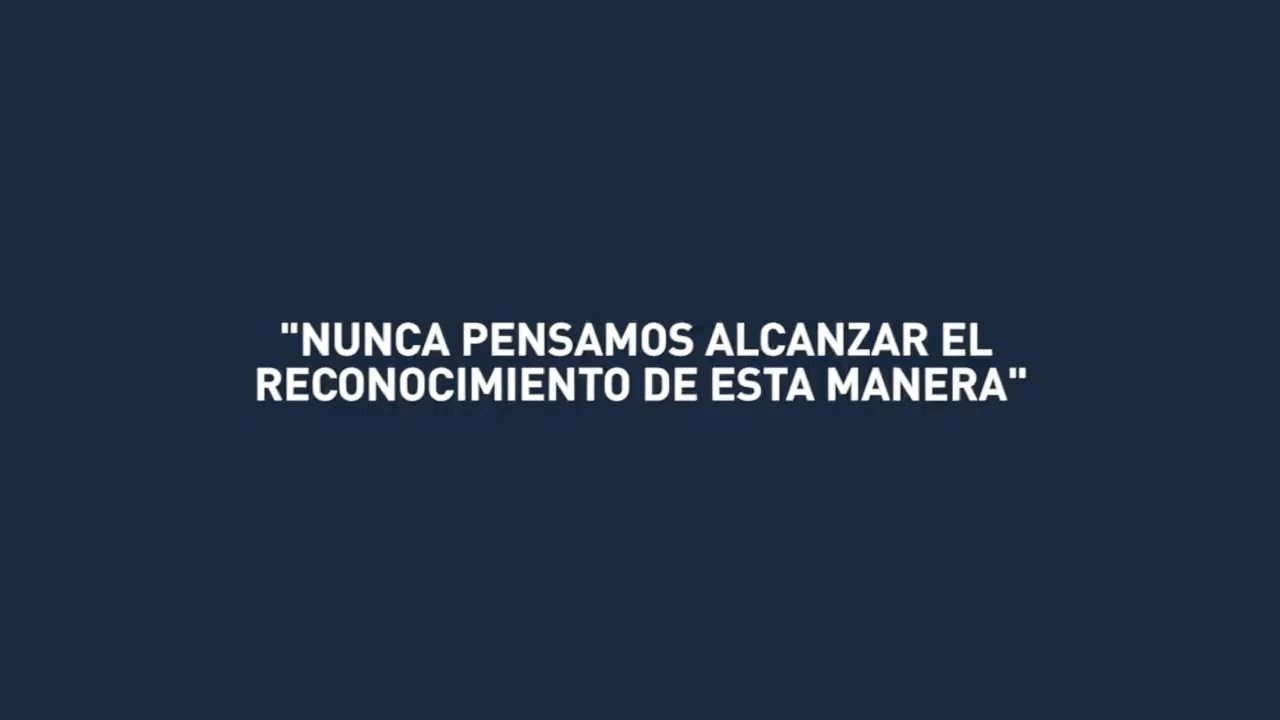 "NUNCA PENSAMOS ALCANZAR EL
RECONOCIMIENTO DE ESTA MANERA"